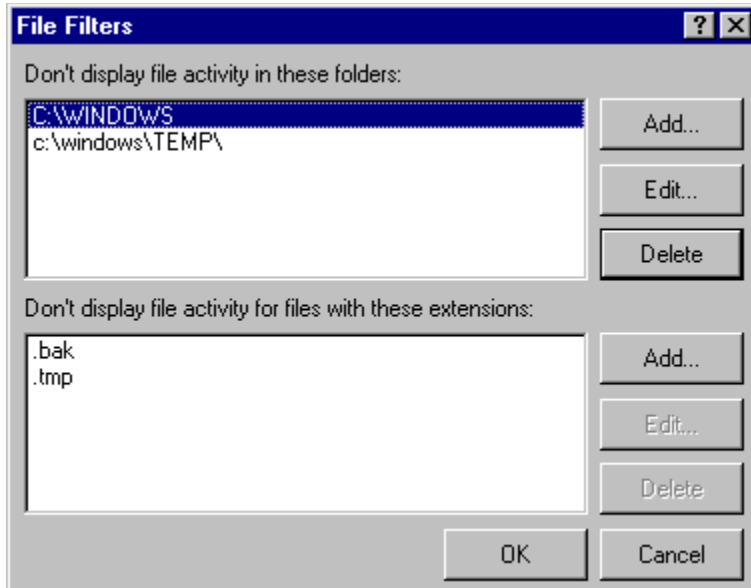 File Filters
Don't display file activity in these folders:
C:\WINDOWS
c:\windows\TEMP\
Add...
Edit...
Delete
Don't display file activity for files with these extensions:
.bak
.tmp
Add...
Edit...
Delete
OK
Cancel